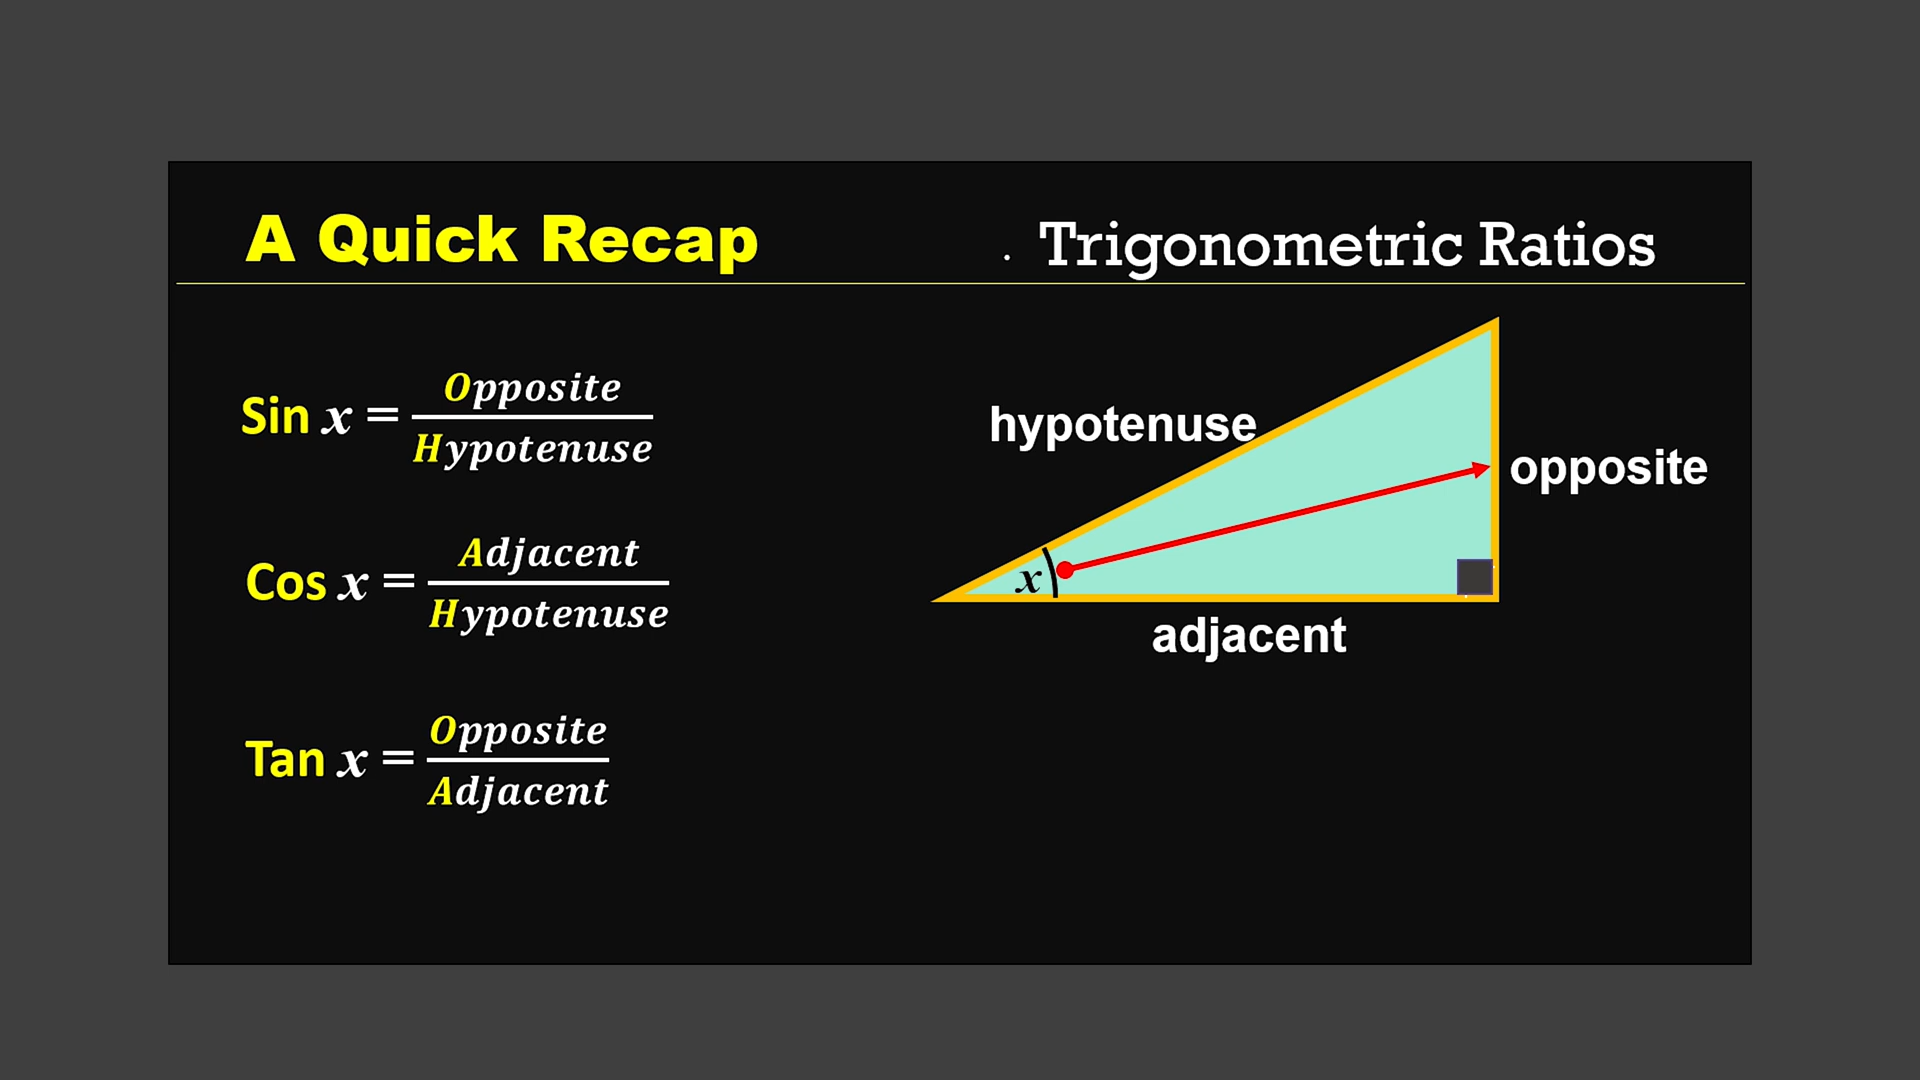 A Quick Recap
. Trigonometric Ratios
Sin x = Opposite / Hypotenuse
Cos x = Adjacent / Hypotenuse
Tan x = Opposite / Adjacent
hypotenuse
opposite
x
adjacent